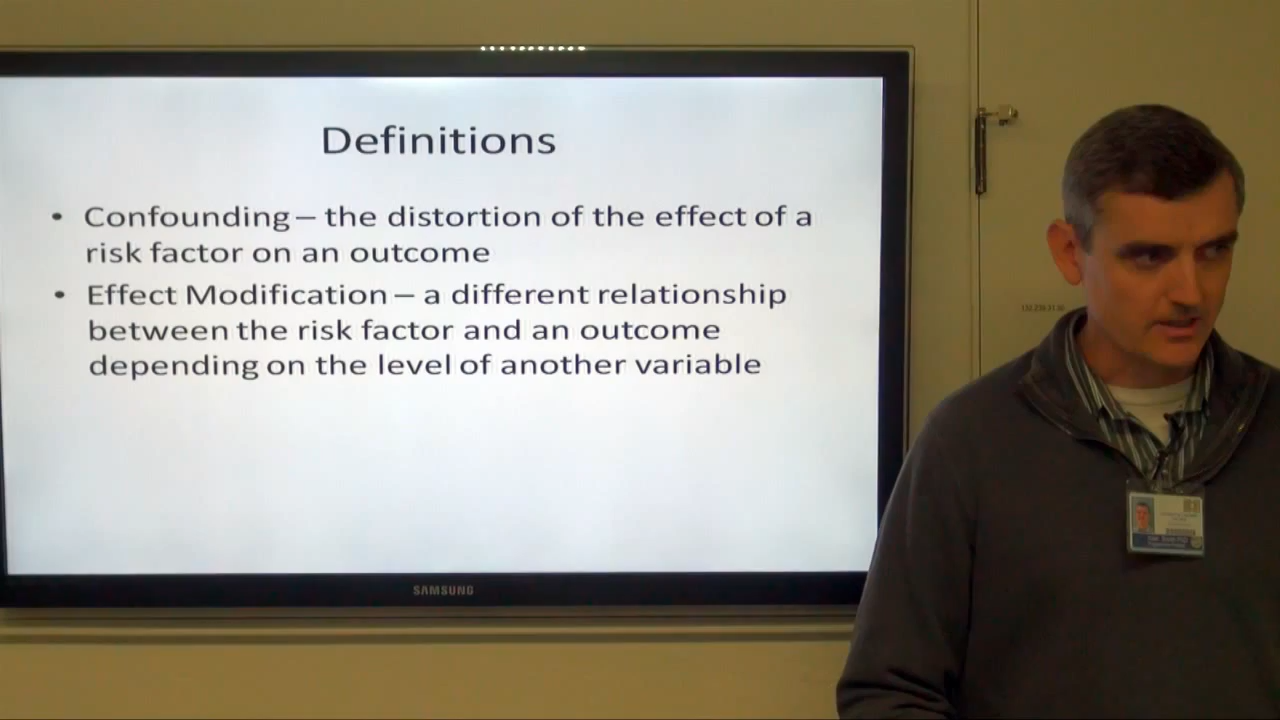 Definitions
• Confounding – the distortion of the effect of a
risk factor on an outcome
• Effect Modification – a different relationship
between the risk factor and an outcome
depending on the level of another variable
SAMSUNG